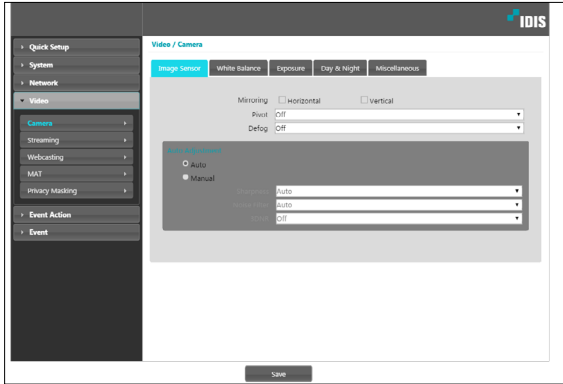 IDIS
Quick Setup
System
Network
Video
Camera
Streaming
Webcasting
MAT
Privacy Masking
Event Action
Event
Video / Camera
Image Sensor White Balance Exposure Day & Night Miscellaneous
Mirroring Horizontal Vertical
Pivot Off
Defog Off
Auto
Manual
Auto
Auto
Off
Save